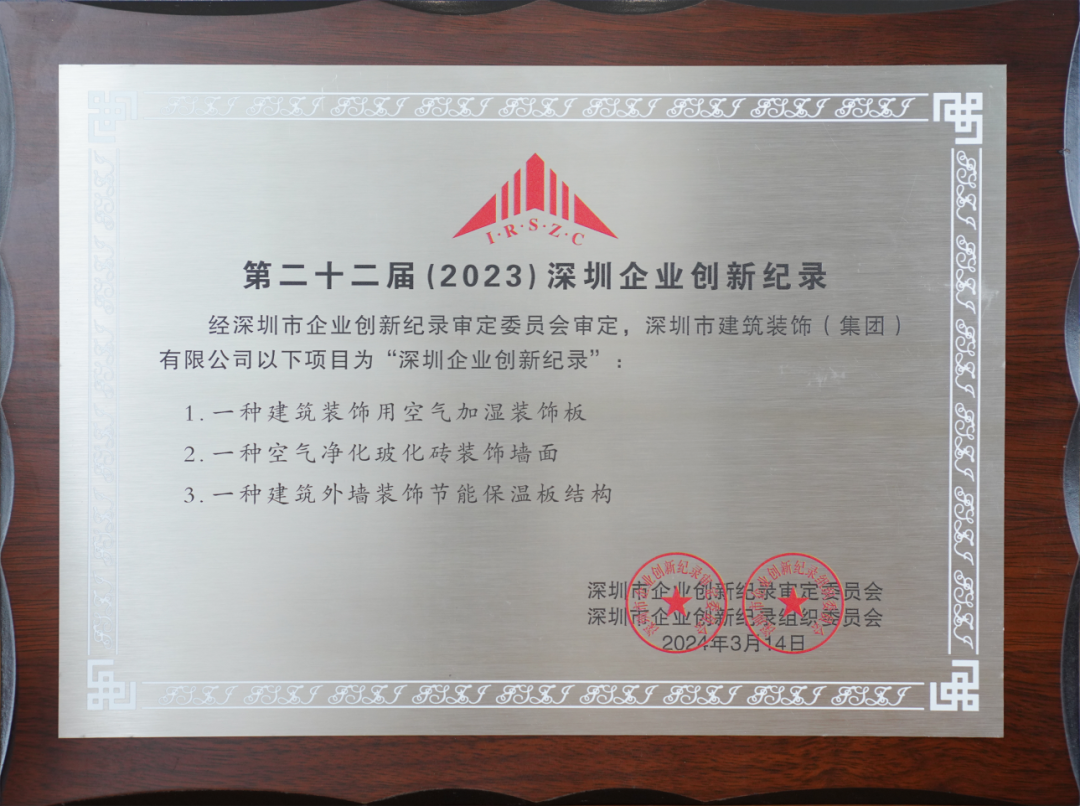 I·R·S·Z·C
第二十二届(2023)深圳企业创新纪录
经深圳市企业创新纪录审定委员会审定，深圳市建筑装饰（集团）
有限公司以下项目为“深圳企业创新纪录”：
1.一种建筑装饰用空气加湿装饰板
2.一种空气净化玻化砖装饰墙面
3.一种建筑外墙装饰节能保温板结构
深圳市企业创新纪录审定委员会
深圳市企业创新纪录组织委员会
2024年3月14日